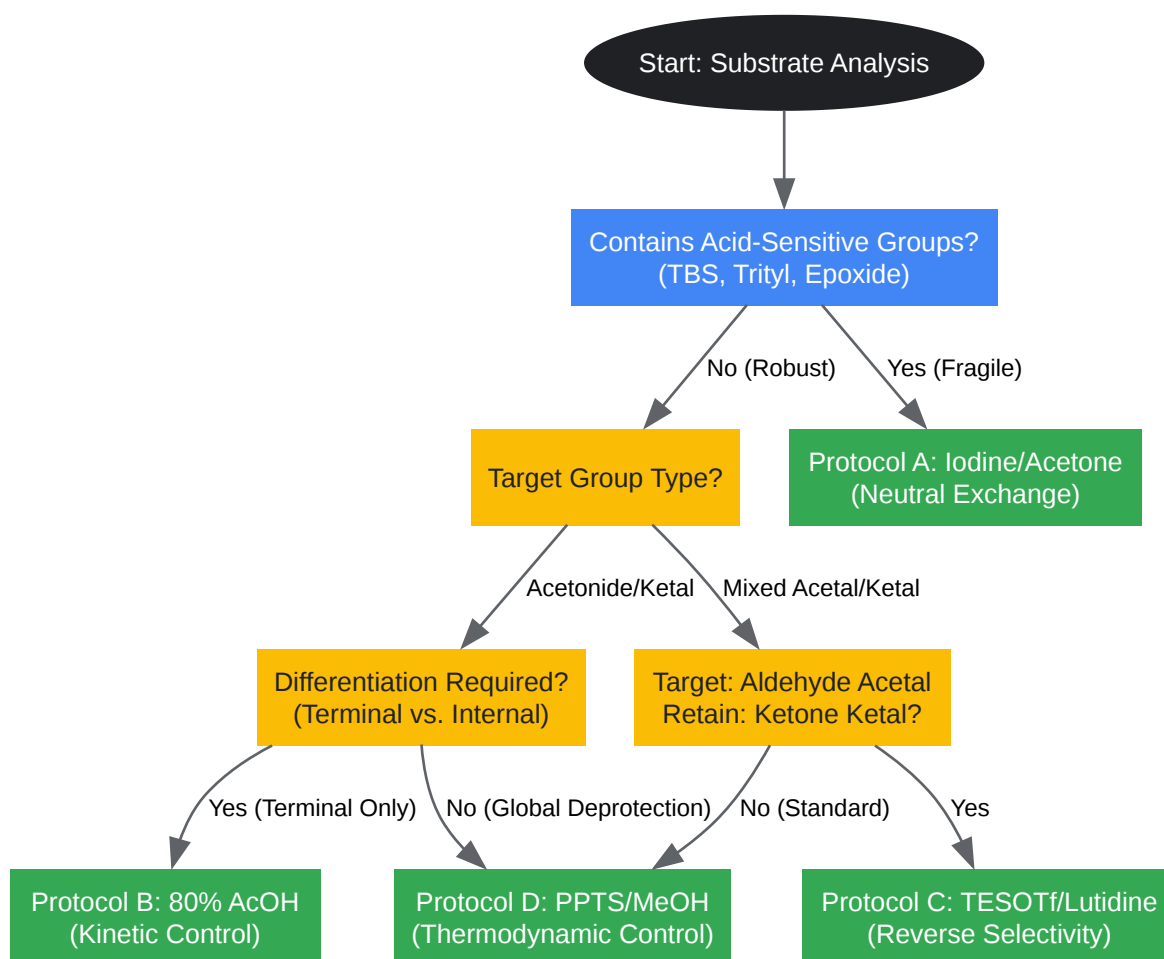 Start: Substrate Analysis
Contains Acid-Sensitive Groups?
(TBS, Trityl, Epoxide)
No (Robust)
Yes (Fragile)
Target Group Type?
Protocol A: Iodine/Acetone
(Neutral Exchange)
Acetonide/Ketal
Mixed Acetal/Ketal
Differentiation Required?
(Terminal vs. Internal)
Target: Aldehyde Acetal
Retain: Ketone Ketal?
Yes (Terminal Only)
No (Global Deprotection)
No (Standard)
Yes
Protocol B: 80% AcOH
(Kinetic Control)
Protocol D: PPTS/MeOH
(Thermodynamic Control)
Protocol C: TESOTf/Lutidine
(Reverse Selectivity)